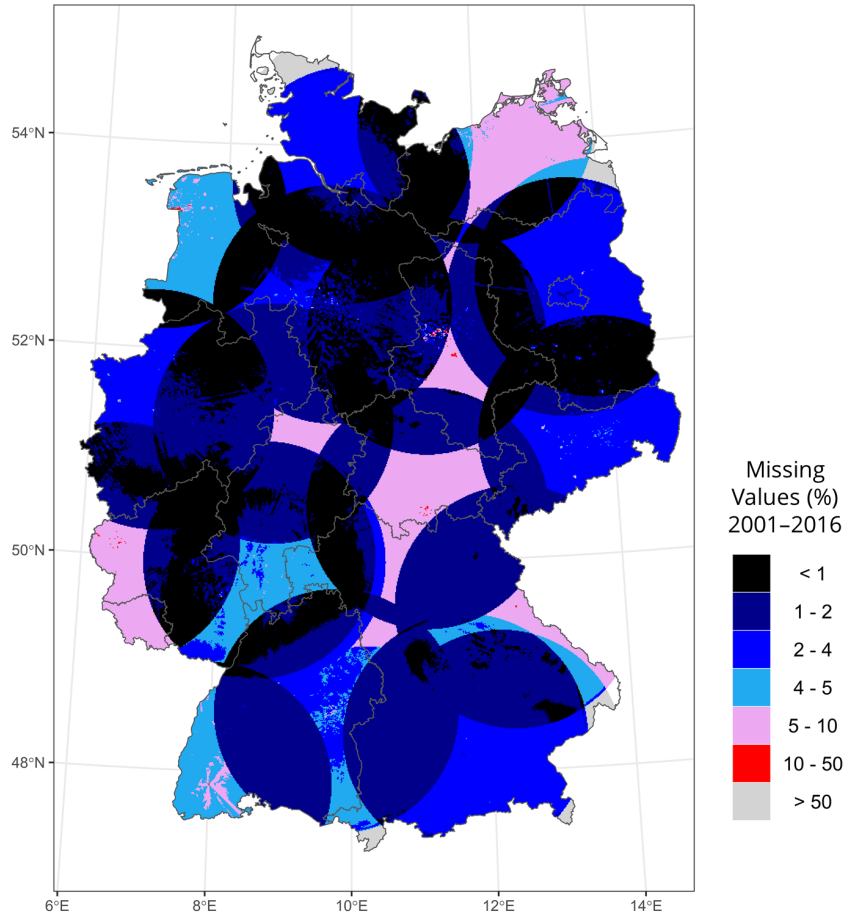 54°N
52°N
50°N
48°N
6°E
8°E
10°E
12°E
14°E
Missing
Values (%)
2001–2016
< 1
1 - 2
2 - 4
4 - 5
5 - 10
10 - 50
> 50